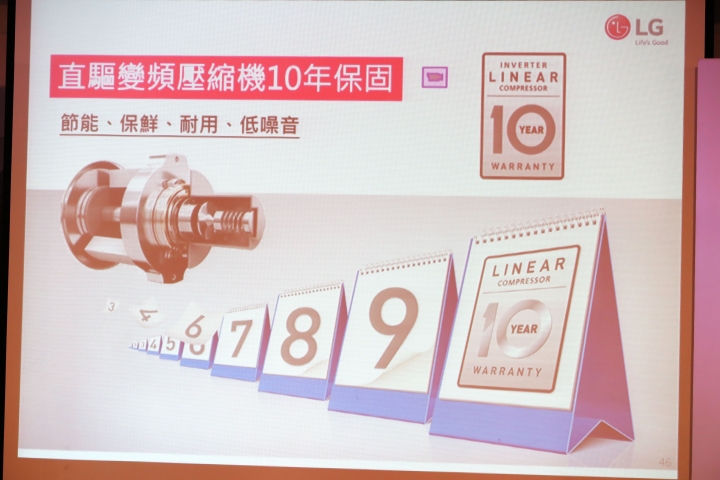 LG
Life's Good
直驅變頻壓縮機10年保固
節能、保鮮、耐用、低噪音
INVERTER
LINEAR
COMPRESSOR
10 YEAR
WARRANTY
3
4
6
4
5
6
7
8
9
LINEAR
COMPRESSOR
10 YEAR
WARRANTY
46